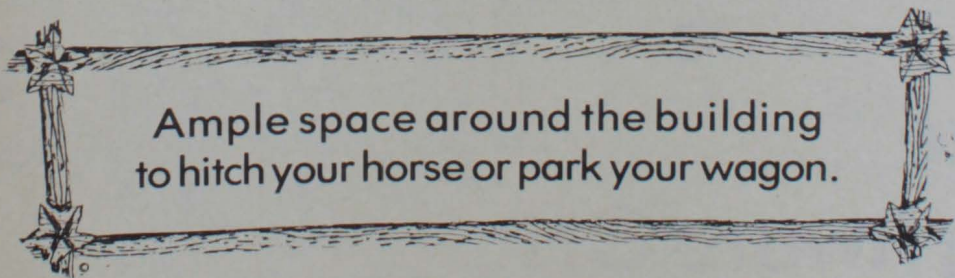 Ample space around the building
to hitch your horse or park your wagon.